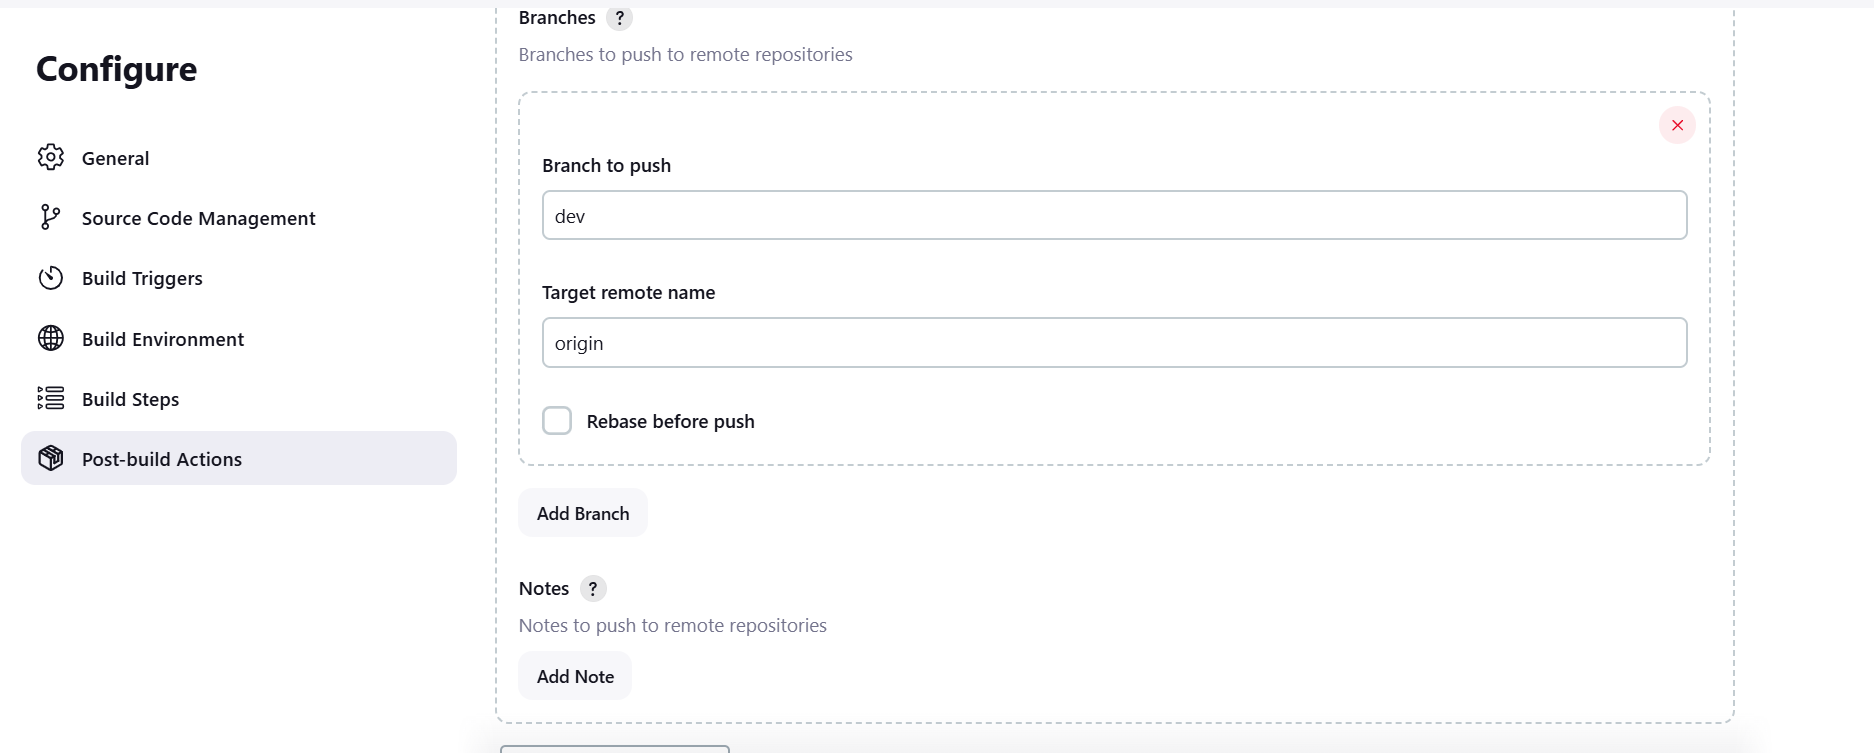 Configure
General
Source Code Management
Build Triggers
Build Environment
Build Steps
Post-build Actions
Branches ?
Branches to push to remote repositories
Branch to push
dev
Target remote name
origin
Rebase before push
Add Branch
Notes ?
Notes to push to remote repositories
Add Note